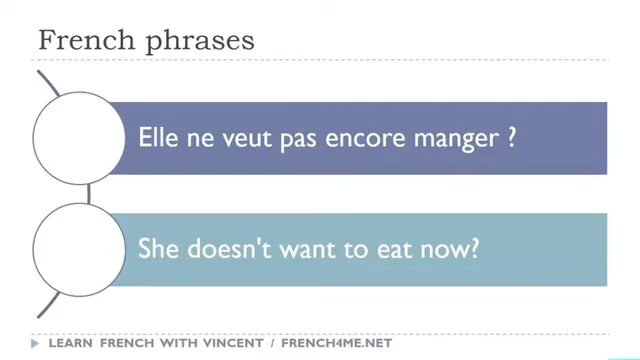 French phrases
Elle ne veut pas encore manger ?
She doesn't want to eat now?
LEARN FRENCH WITH VINCENT / FRENCH4ME.NET